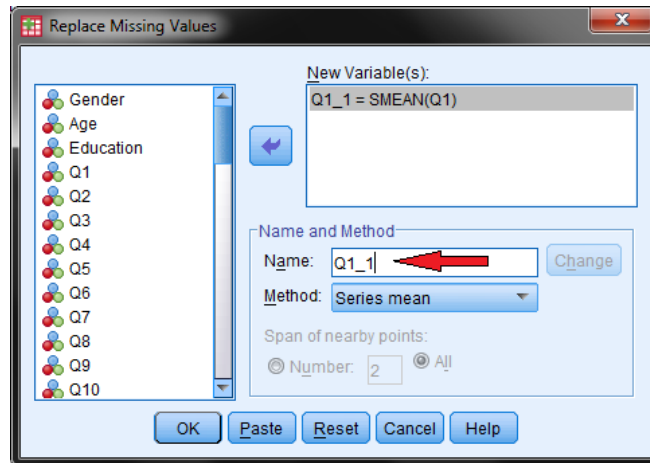 Replace Missing Values
New Variable(s):
Gender
Age
Education
Q1
Q2
Q3
Q4
Q5
Q6
Q7
Q8
Q9
Q10
Q1_1 = SMEAN(Q1)
Name and Method
Name: Q1_1 Change
Method: Series mean
Span of nearby points:
Number: 2 All
OK Paste Reset Cancel Help